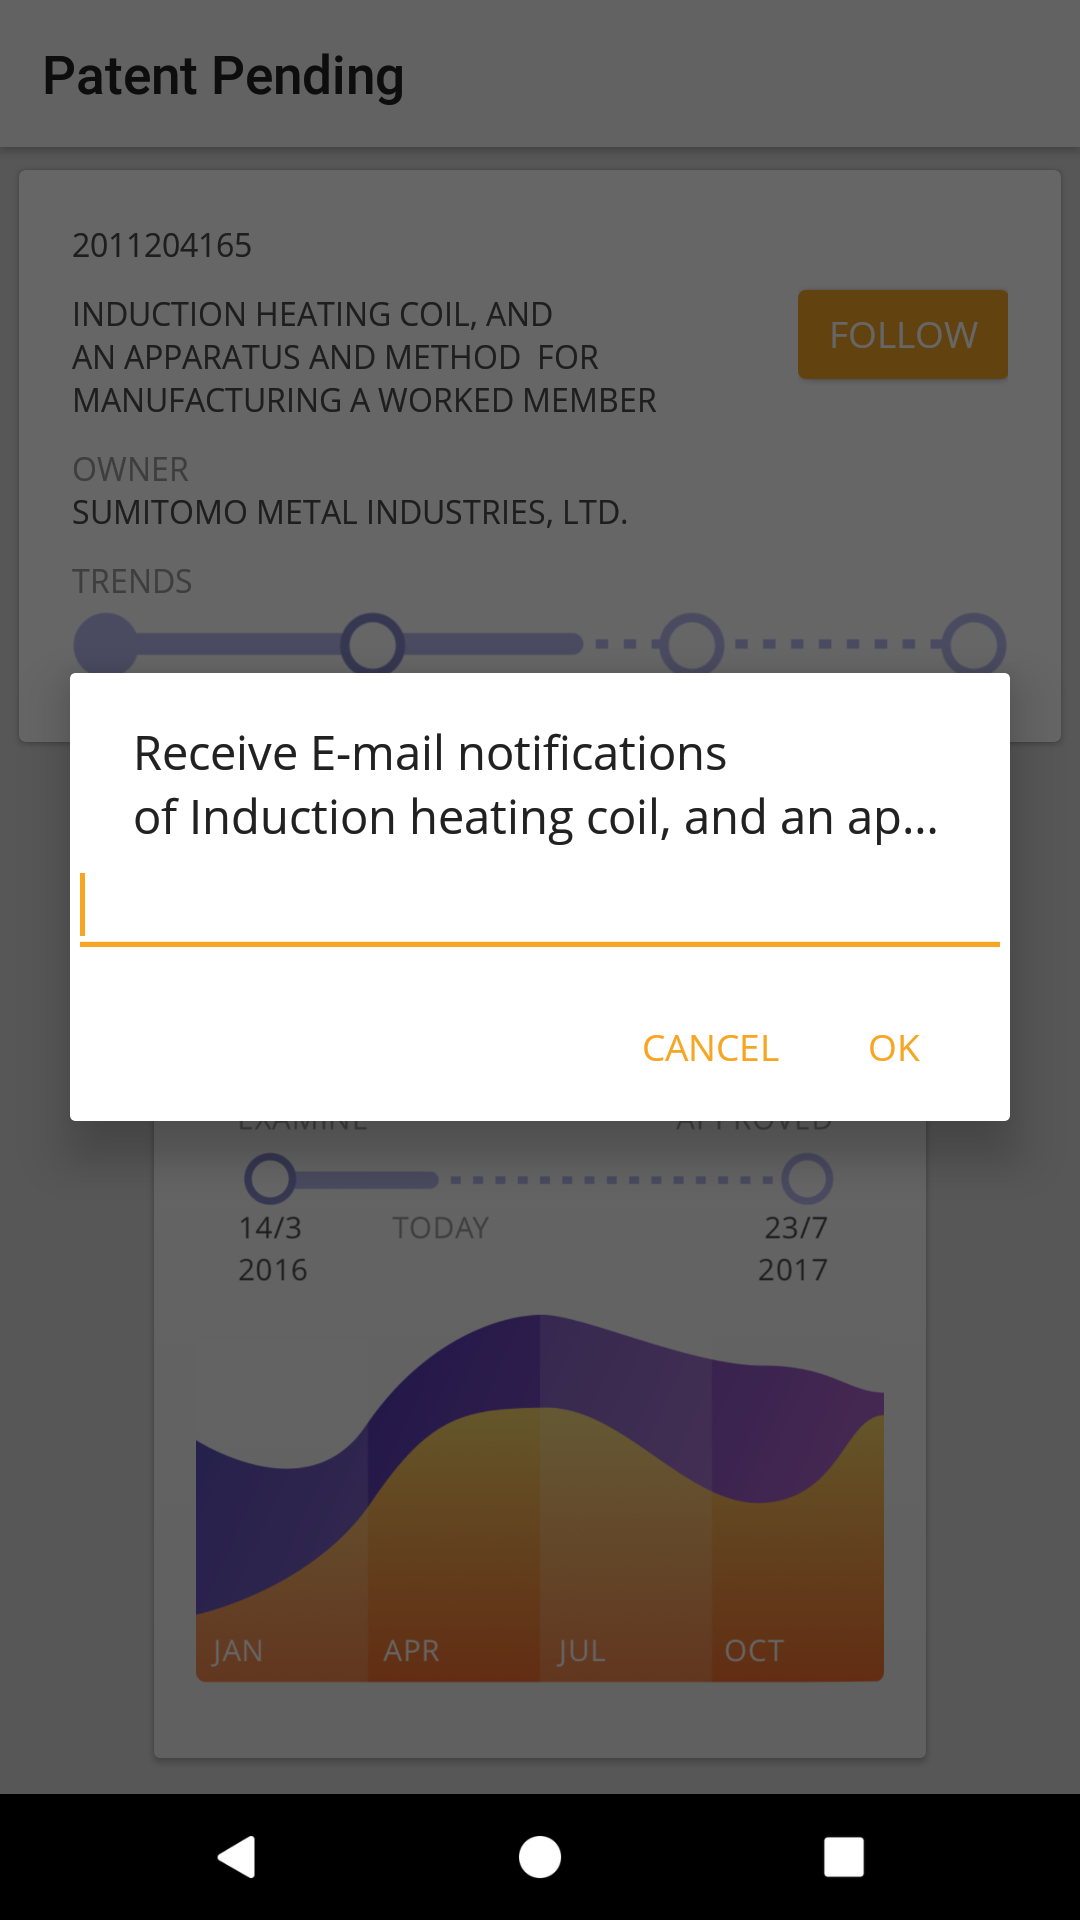 Patent Pending
2011204165
INDUCTION HEATING COIL, AND
AN APPARATUS AND METHOD FOR
MANUFACTURING A WORKED MEMBER
FOLLOW
OWNER
SUMITOMO METAL INDUSTRIES, LTD.
TRENDS
Receive E-mail notifications
of Induction heating coil, and an ap...
CANCEL OK
EXAMINE APPROVED
14/3 TODAY 23/7
2016 2017
JAN APR JUL OCT